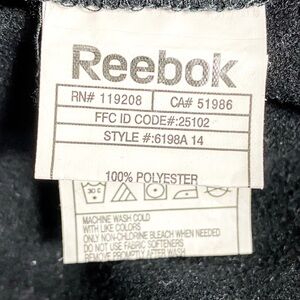 Reebok
RN# 119208 CA# 51986
FFC ID CODE#:25102
STYLE #:6198A 14
100% POLYESTER
30 C
MACHINE WASH COLD
WITH LIKE COLORS
ONLY NON-CHLORINE BLEACH WHEN NEEDED
DO NOT USE FABRIC SOFTENERS
REMOVE PROMPTLY AFTER WASH